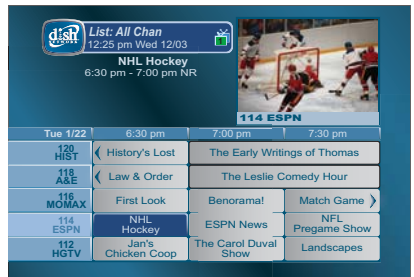 dish
NETWORK
List: All Chan
12:25 pm Wed 12/03
1
NHL Hockey
6:30 pm - 7:00 pm NR
114 ESPN
Tue 1/22 6:30 pm 7:00 pm 7:30 pm
120
HIST
History's Lost
The Early Writings of Thomas
118
A&E
Law & Order
The Leslie Comedy Hour
116
MOMAX
First Look
Benorama!
Match Game
114
ESPN
NHL
Hockey
ESPN News
NFL
Pregame Show
112
HGTV
Jan's
Chicken Coop
The Carol Duval
Show
Landscapes